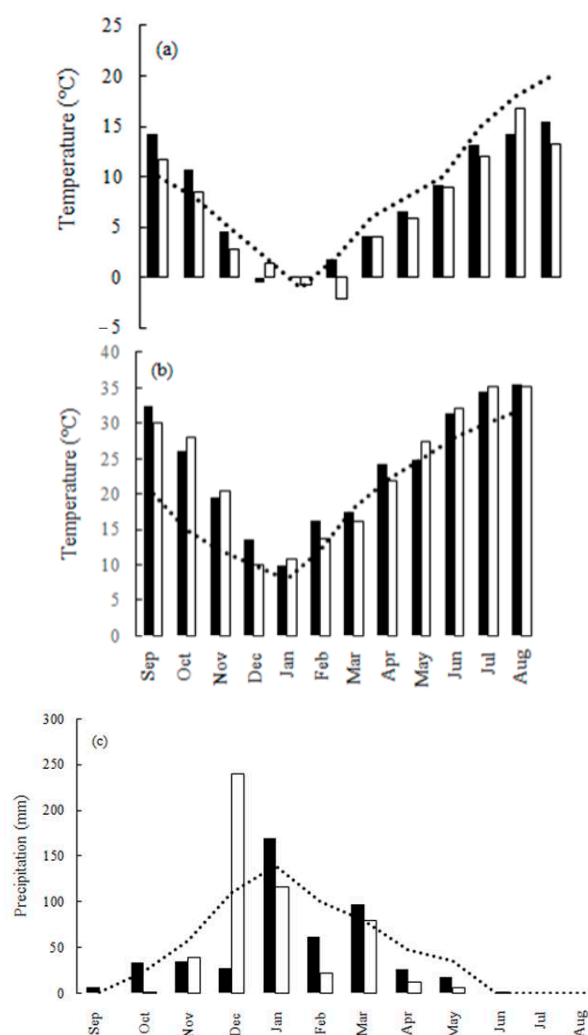 (a)
Temperature (°C)
25
20
15
10
5
0
−5
(b)
Temperature (°C)
40
35
30
25
20
15
10
5
0
Sep Oct Nov Dec Jan Feb Mar Apr May Jun Jul Aug
(c)
Precipitation (mm)
300
250
200
150
100
50
0
Sep Oct Nov Dec Jan Feb Mar Apr May Jun Jul Aug